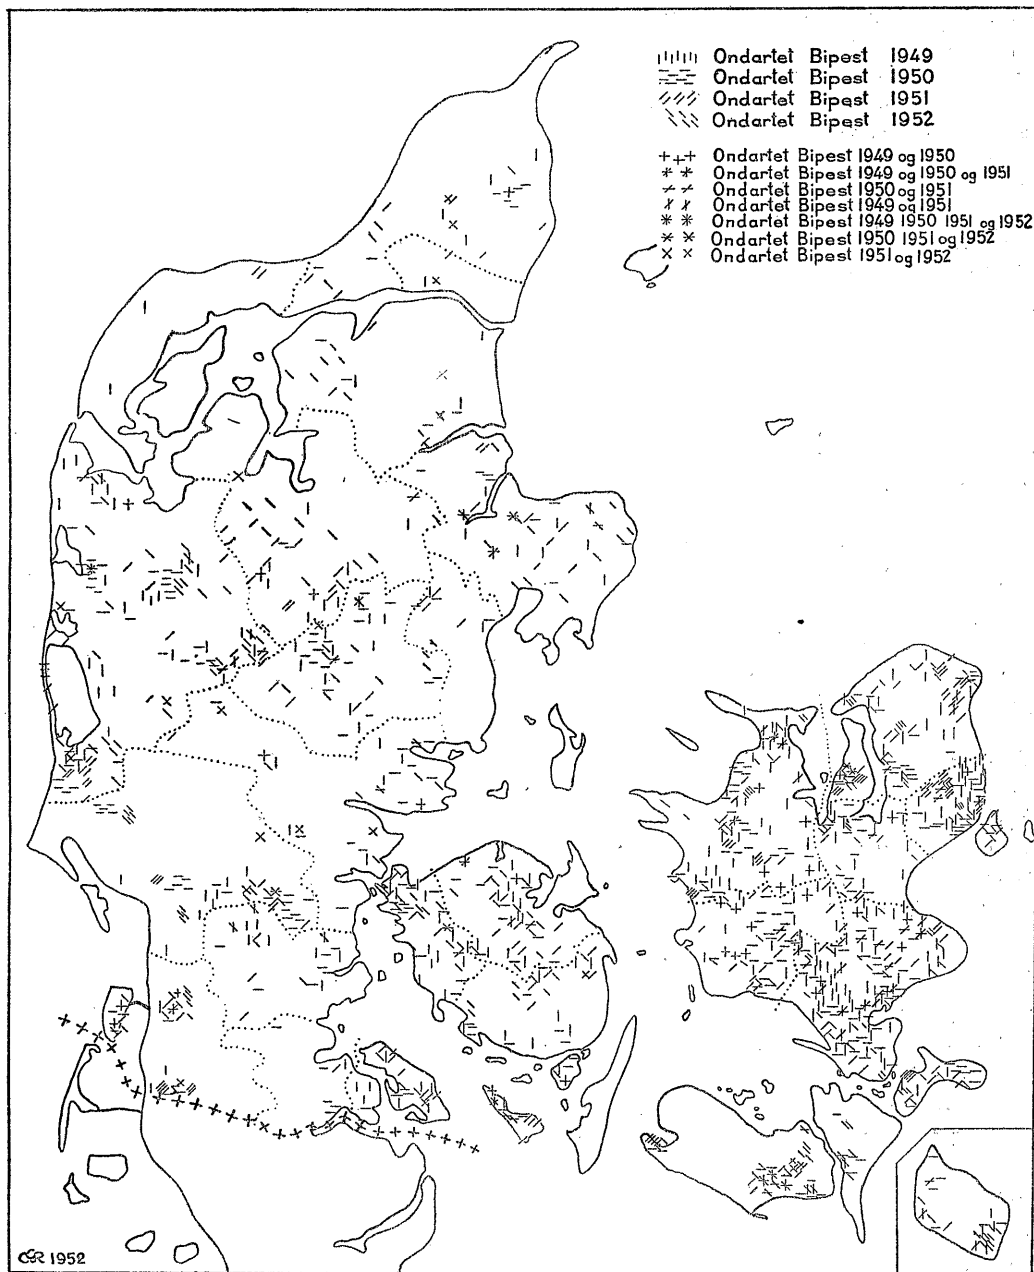 Ondartet Bipest 1949
Ondartet Bipest 1950
Ondartet Bipest 1951
Ondartet Bipest 1952
Ondartet Bipest 1949 og 1950
Ondartet Bipest 1949 og 1950 og 1951
Ondartet Bipest 1950 og 1951
Ondartet Bipest 1949 og 1951
Ondartet Bipest 1949 1950 1951 og 1952
Ondartet Bipest 1950 1951 og 1952
Ondartet Bipest 1951 og 1952
1952